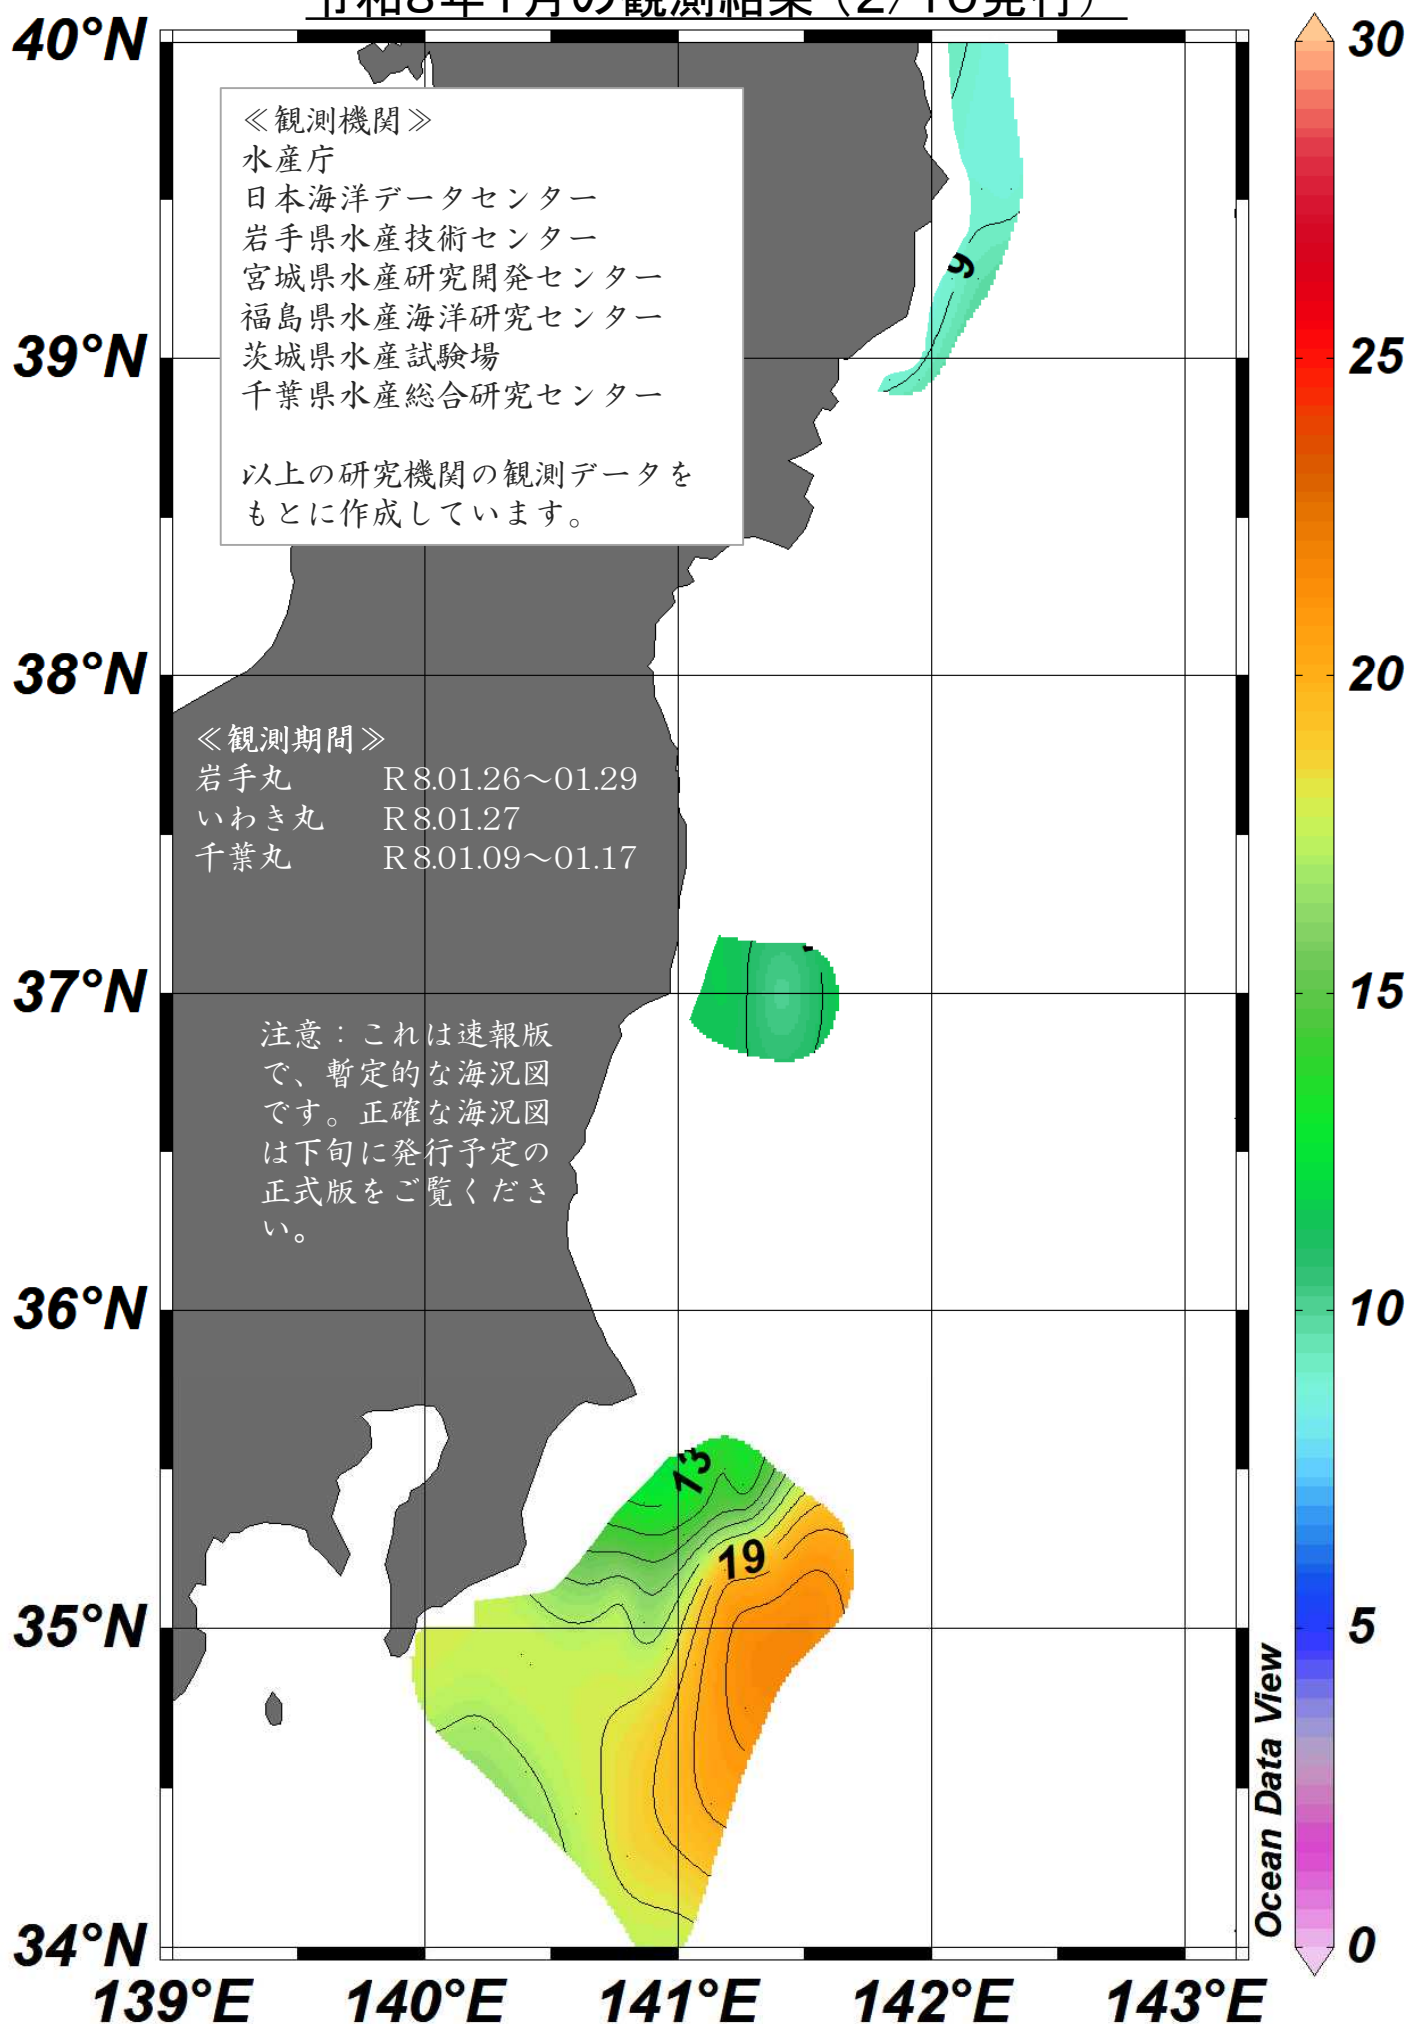 令和8年1月の観測結果（2/10発行）
40°N
39°N
38°N
37°N
36°N
35°N
34°N
≪観測機関≫
水産庁
日本海洋データセンター
岩手県水産技術センター
宮城県水産研究開発センター
福島県水産海洋研究センター
茨城県水産試験場
千葉県水産総合研究センター
以上の研究機関の観測データを
もとに作成しています。
≪観測期間≫
岩手丸 R8.01.26～01.29
いわき丸 R8.01.27
千葉丸 R8.01.09～01.17
注意：これは速報版
で、暫定的な海況図
です。正確な海況図
は下旬に発行予定の
正式版をご覧くださ
い。
9
13
19
139°E
140°E
141°E
142°E
143°E
Ocean Data View
30
25
20
15
10
5
0